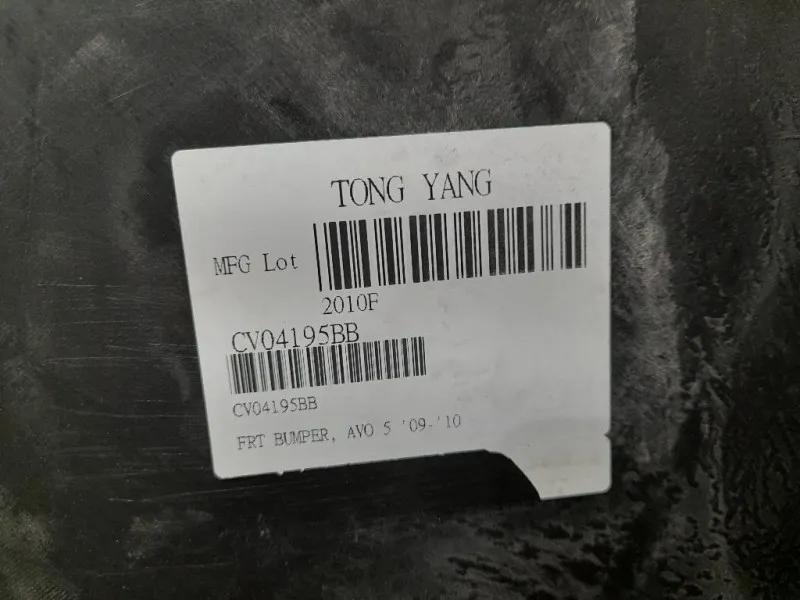 TONG YANG
MFG Lot
2010F
CV04195BB
CV04195BB
FRT BUMPER, AVO 5 '09-'10